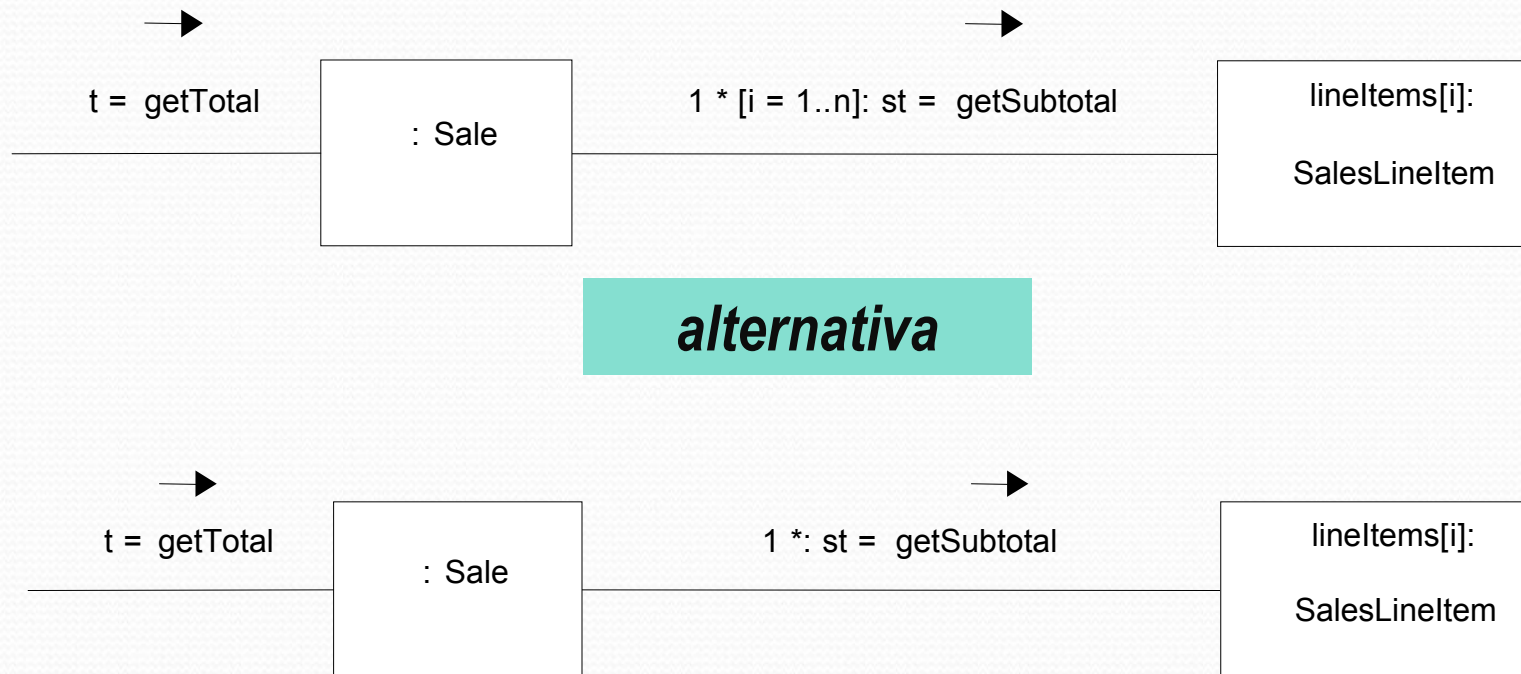 t = getTotal
: Sale
1 * [i = 1..n]: st = getSubtotal
lineItems[i]:
SalesLineItem
alternativa
t = getTotal
: Sale
1 *: st = getSubtotal
lineItems[i]:
SalesLineItem